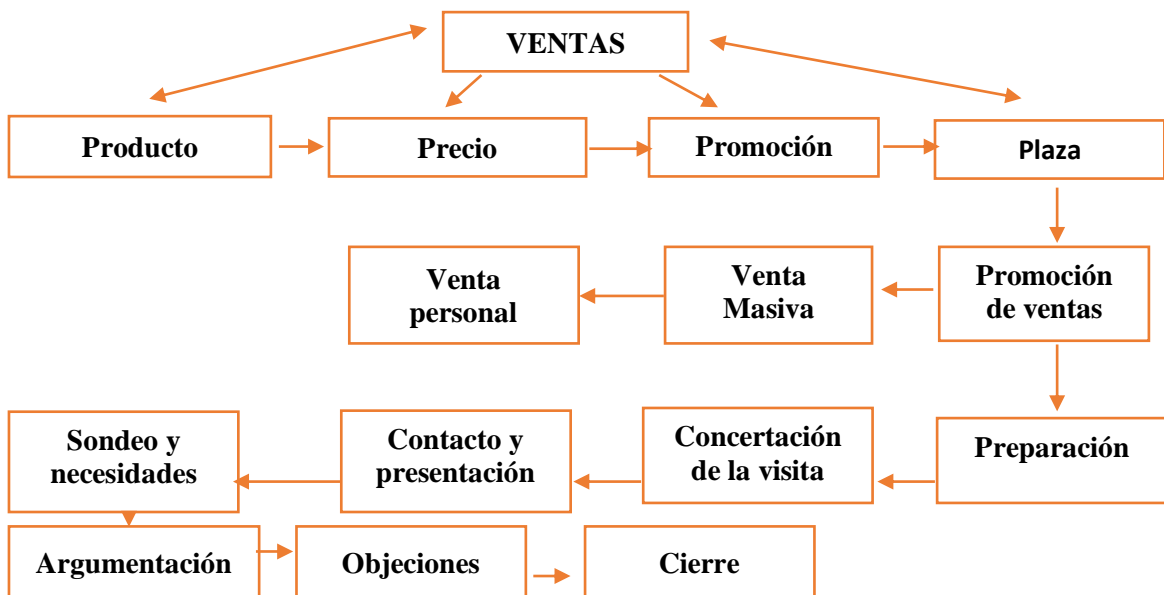 VENTAS
Producto
Precio
Promoción
Plaza
Venta
personal
Venta
Masiva
Promoción
de ventas
Sondeo y
necesidades
Contacto y
presentación
Concertación
de la visita
Preparación
Argumentación
Objeciones
Cierre